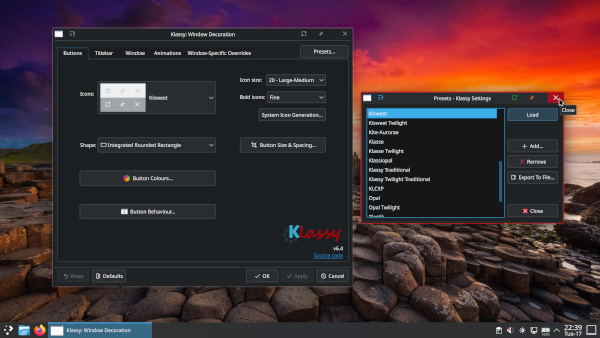 Klassy: Window Decoration
Buttons
Titlebar
Window
Animations
Window-Specific Overrides
Presets...
Icons:
Kisweet
Icon size:
20 - Large-Medium
Bold icons:
Fine
System Icon Generation...
Shape:
Integrated Rounded Rectangle
Button Size & Spacing...
Button Colours...
Button Behaviour...
Klassy
v6.4
Source code
Reset
Defaults
OK
Apply
Cancel
Presets - Klassy Settings
Close
Kisweet
Kisweet Twilight
Kite-Aurorae
Klasse
Klasse Twilight
Klassiopal
Klassy Traditional
Klassy Twilight Traditional
KLCXP
Opal
Opal Twilight
Load
Add...
Remove
Export To File...
Close
Klassy: Window Decoration
22:39
Tue-17